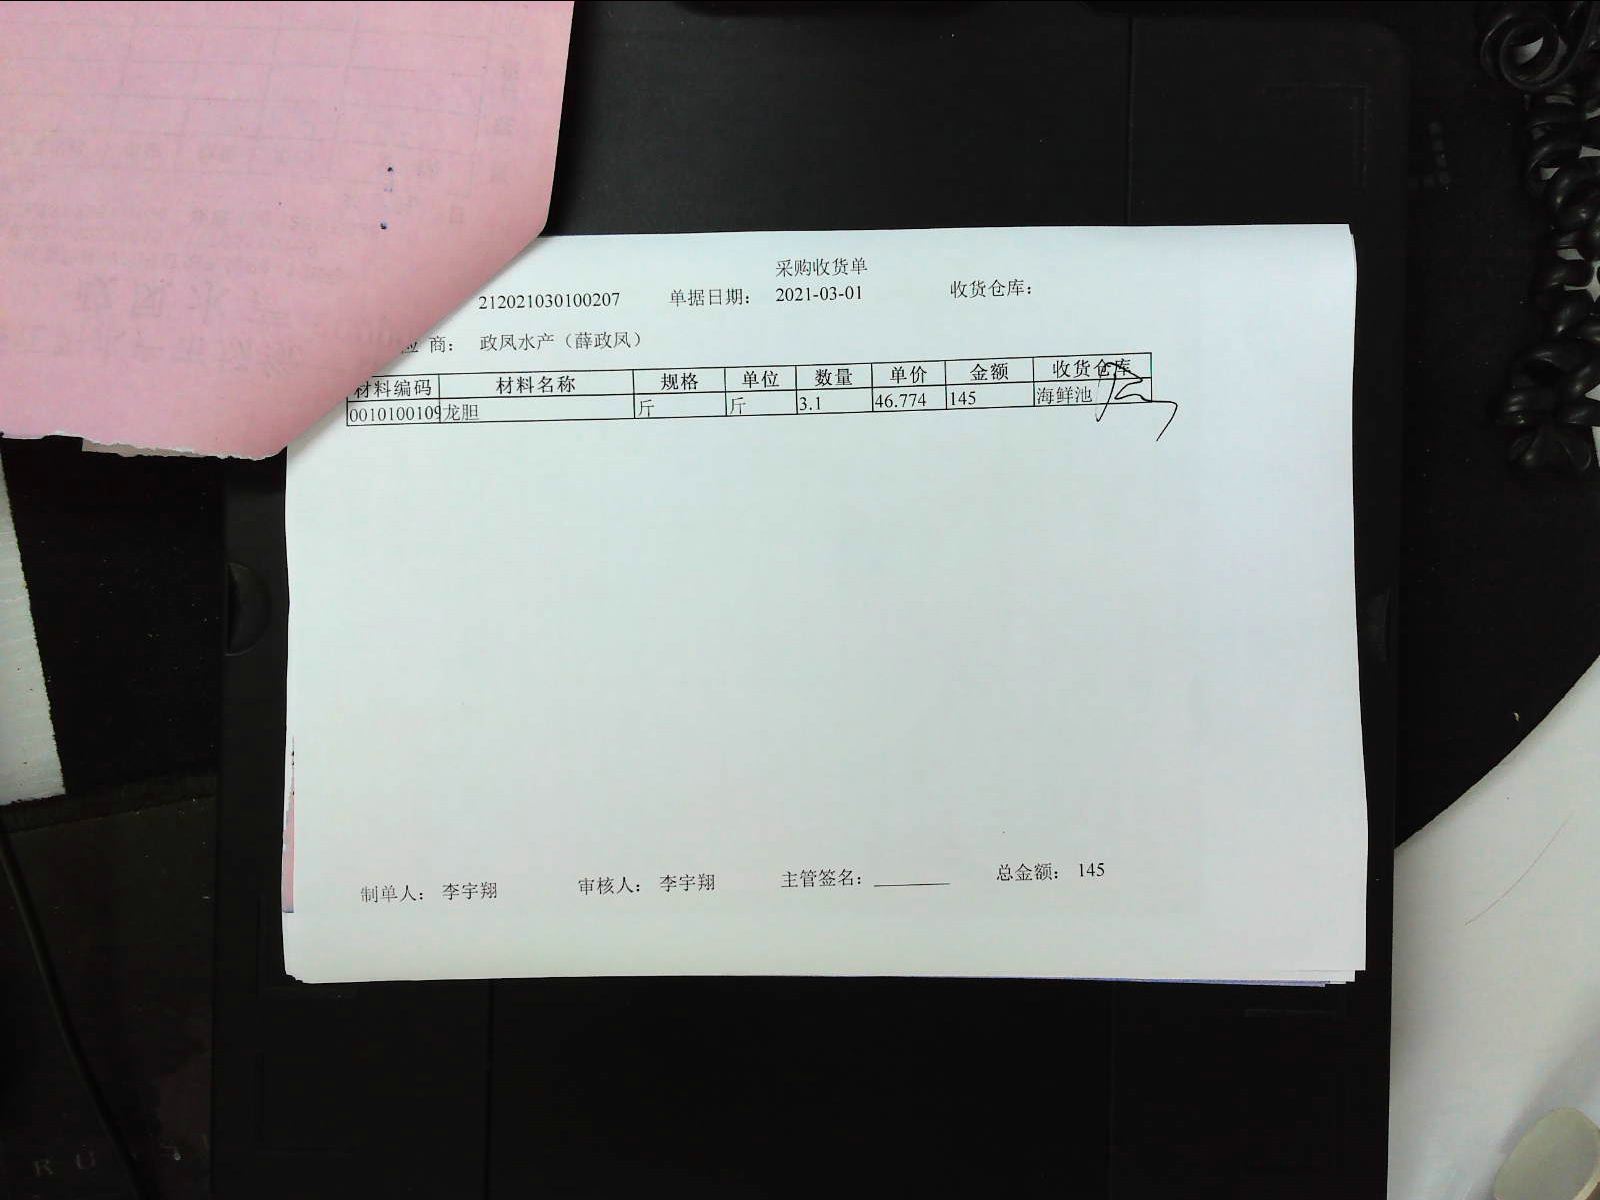 采购收货单
212021030100207 单据日期: 2021-03-01 收货仓库:
应 商: 政凤水产（薛政凤）
材料编码 材料名称 规格 单位 数量 单价 金额 收货仓库
0010100109 龙胆 斤 斤 3.1 46.774 145 海鲜池
制单人: 李宇翔 审核人: 李宇翔 主管签名: 总金额: 145